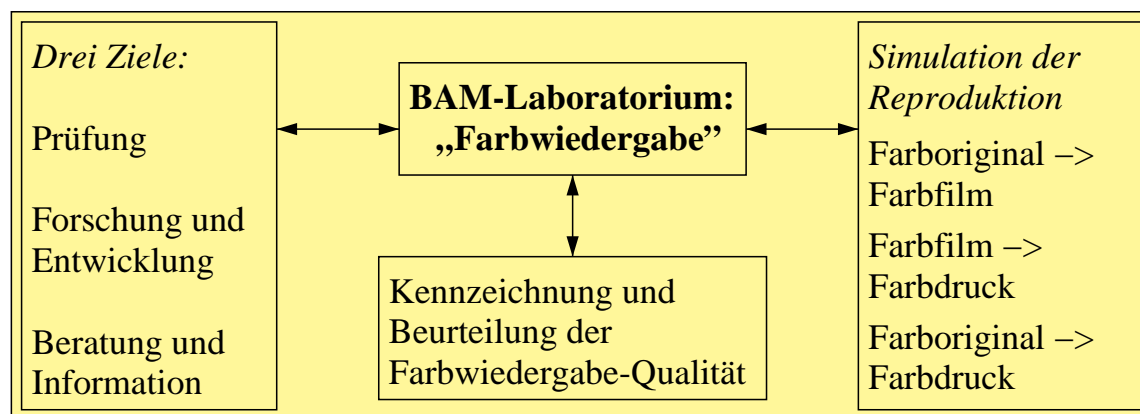 Drei Ziele:
Prüfung
Forschung und
Entwicklung
Beratung und
Information
BAM-Laboratorium:
„Farbwiedergabe”
Kennzeichnung und
Beurteilung der
Farbwiedergabe-Qualität
Simulation der
Reproduktion
Farboriginal −>
Farbfilm
Farbfilm −>
Farbdruck
Farboriginal −>
Farbdruck